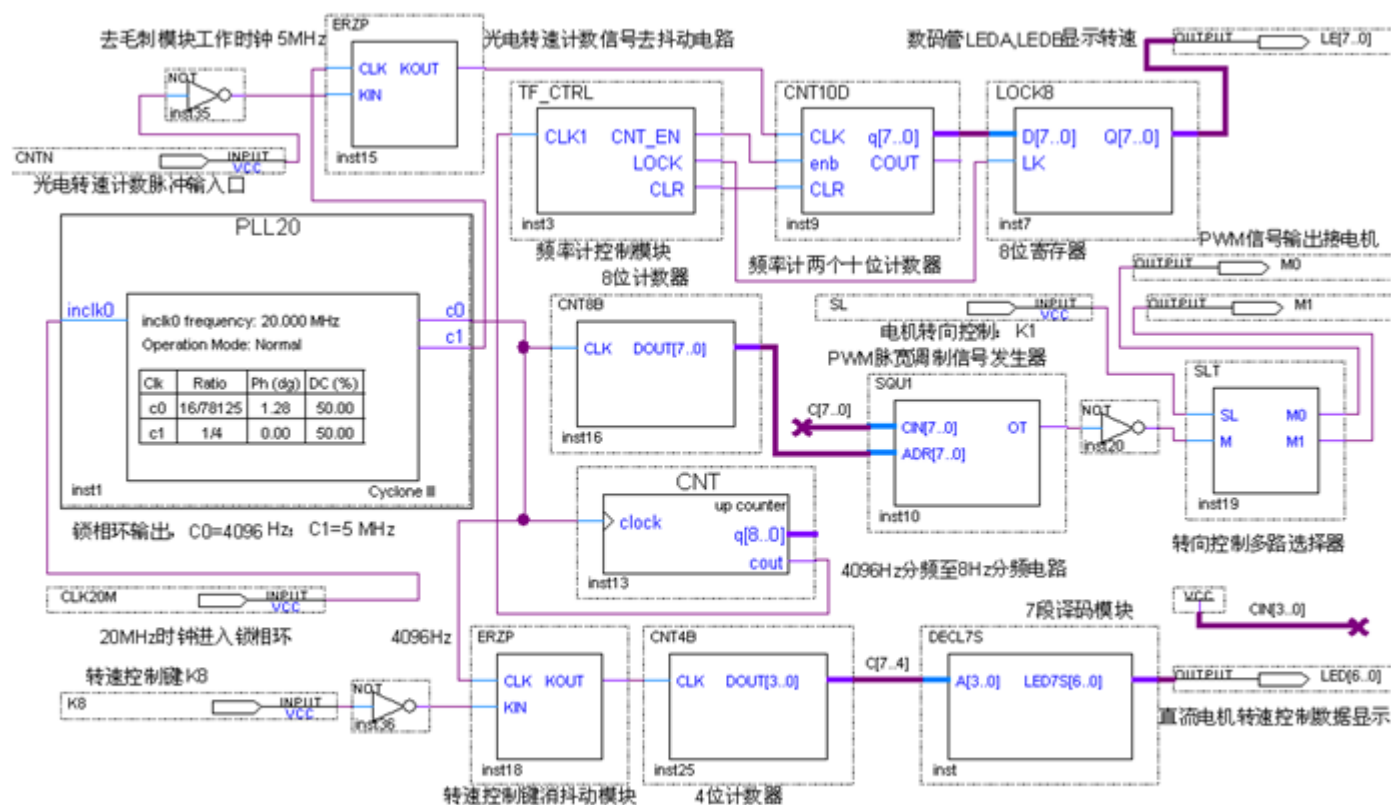 去毛刺模块工作时钟 5MHz
ERZP
光电转速计数信号去抖动电路
数码管LEDA,LEDB显示转速
OUTPUT
LE[7..0]
NOT
inst35
CLK
KOUT
KIN
inst15
TF_CTRL
CLK1
CNT_EN
LOCK
CLR
inst3
CNT10D
CLK
q[7..0]
enb
COUT
CLR
inst9
LOCK8
D[7..0]
Q[7..0]
LK
inst7
CNTN
INPUT
VCC
光电转速计数脉冲输入口
频率计控制模块
频率计两个十位计数器
8位寄存器
PWM信号输出接电机
OUTPUT
M0
OUTPUT
M1
PLL20
inclk0
inclk0 frequency: 20.000 MHz
Operation Mode: Normal
Clk Ratio Ph (dg) DC (%)
c0 16/78125 1.28 50.00
c1 1/4 0.00 50.00
c0
c1
inst1
Cyclone III
锁相环输出，C0=4096 Hz; C1=5 MHz
8位计数器
CNT8B
CLK
DOUT[7..0]
inst16
SL
INPUT
VCC
电机转向控制：K1
PWM脉宽调制信号发生器
SQU1
C[7..0]
CIN[7..0]
OT
ADR[7..0]
inst10
NOT
inst20
SLT
SL
M0
M
M1
inst19
转向控制多路选择器
CNT
up counter
clock
q[8..0]
cout
inst13
4096Hz分频至8Hz分频电路
CLK20M
INPUT
VCC
20MHz时钟进入锁相环
4096Hz
转速控制键K8
K8
INPUT
VCC
NOT
inst36
ERZP
CLK
KOUT
KIN
inst18
转速控制键消抖动模块
CNT4B
CLK
DOUT[3..0]
inst25
4位计数器
C[7..4]
7段译码模块
DECL7S
A[3..0]
LED7S[6..0]
inst
VCC
CIN[3..0]
OUTPUT
LED[6..0]
直流电机转速控制数据显示